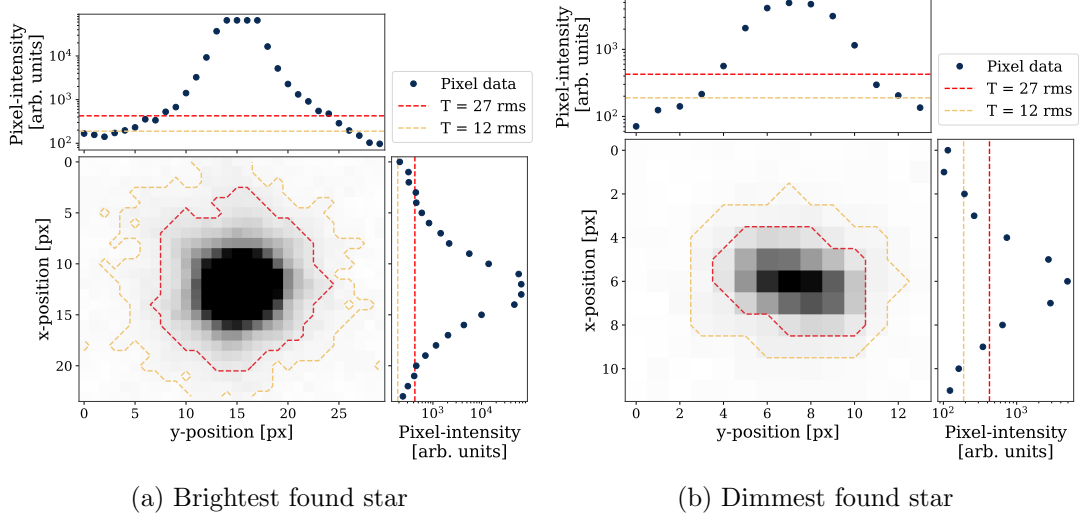 Pixel-intensity
[arb. units]
10^4
10^3
10^2
Pixel data
T = 27 rms
T = 12 rms
x-position [px]
0
5
10
15
20
0
5
10
15
20
25
y-position [px]
10^3
10^4
Pixel-intensity
[arb. units]
(a) Brightest found star
Pixel-intensity
[arb. units]
10^3
10^2
Pixel data
T = 27 rms
T = 12 rms
x-position [px]
0
2
4
6
8
10
0
2
4
6
8
10
12
y-position [px]
10^2
10^3
Pixel-intensity
[arb. units]
(b) Dimmest found star